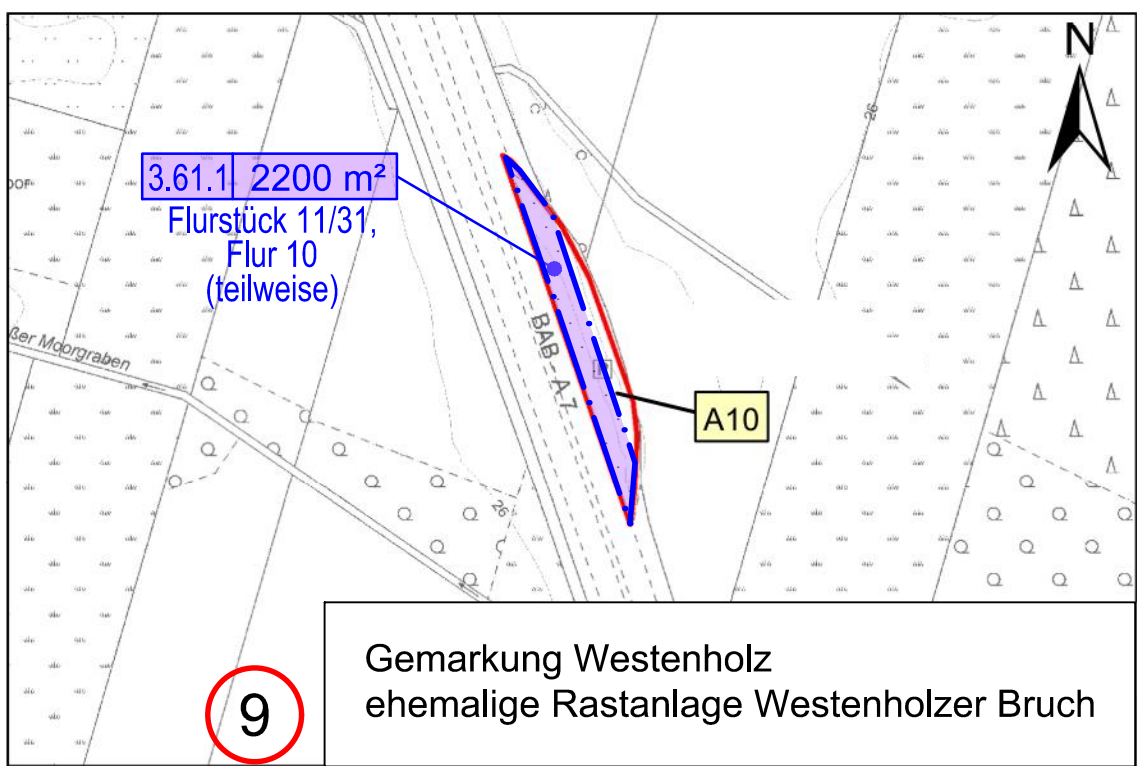 N
26
3.61.1 2200 m²
Flurstück 11/31,
Flur 10
(teilweise)
oor
ßer Moorgraben
BAB - A 7
P
A10
26
9
Gemarkung Westenholz
ehemalige Rastanlage Westenholzer Bruch